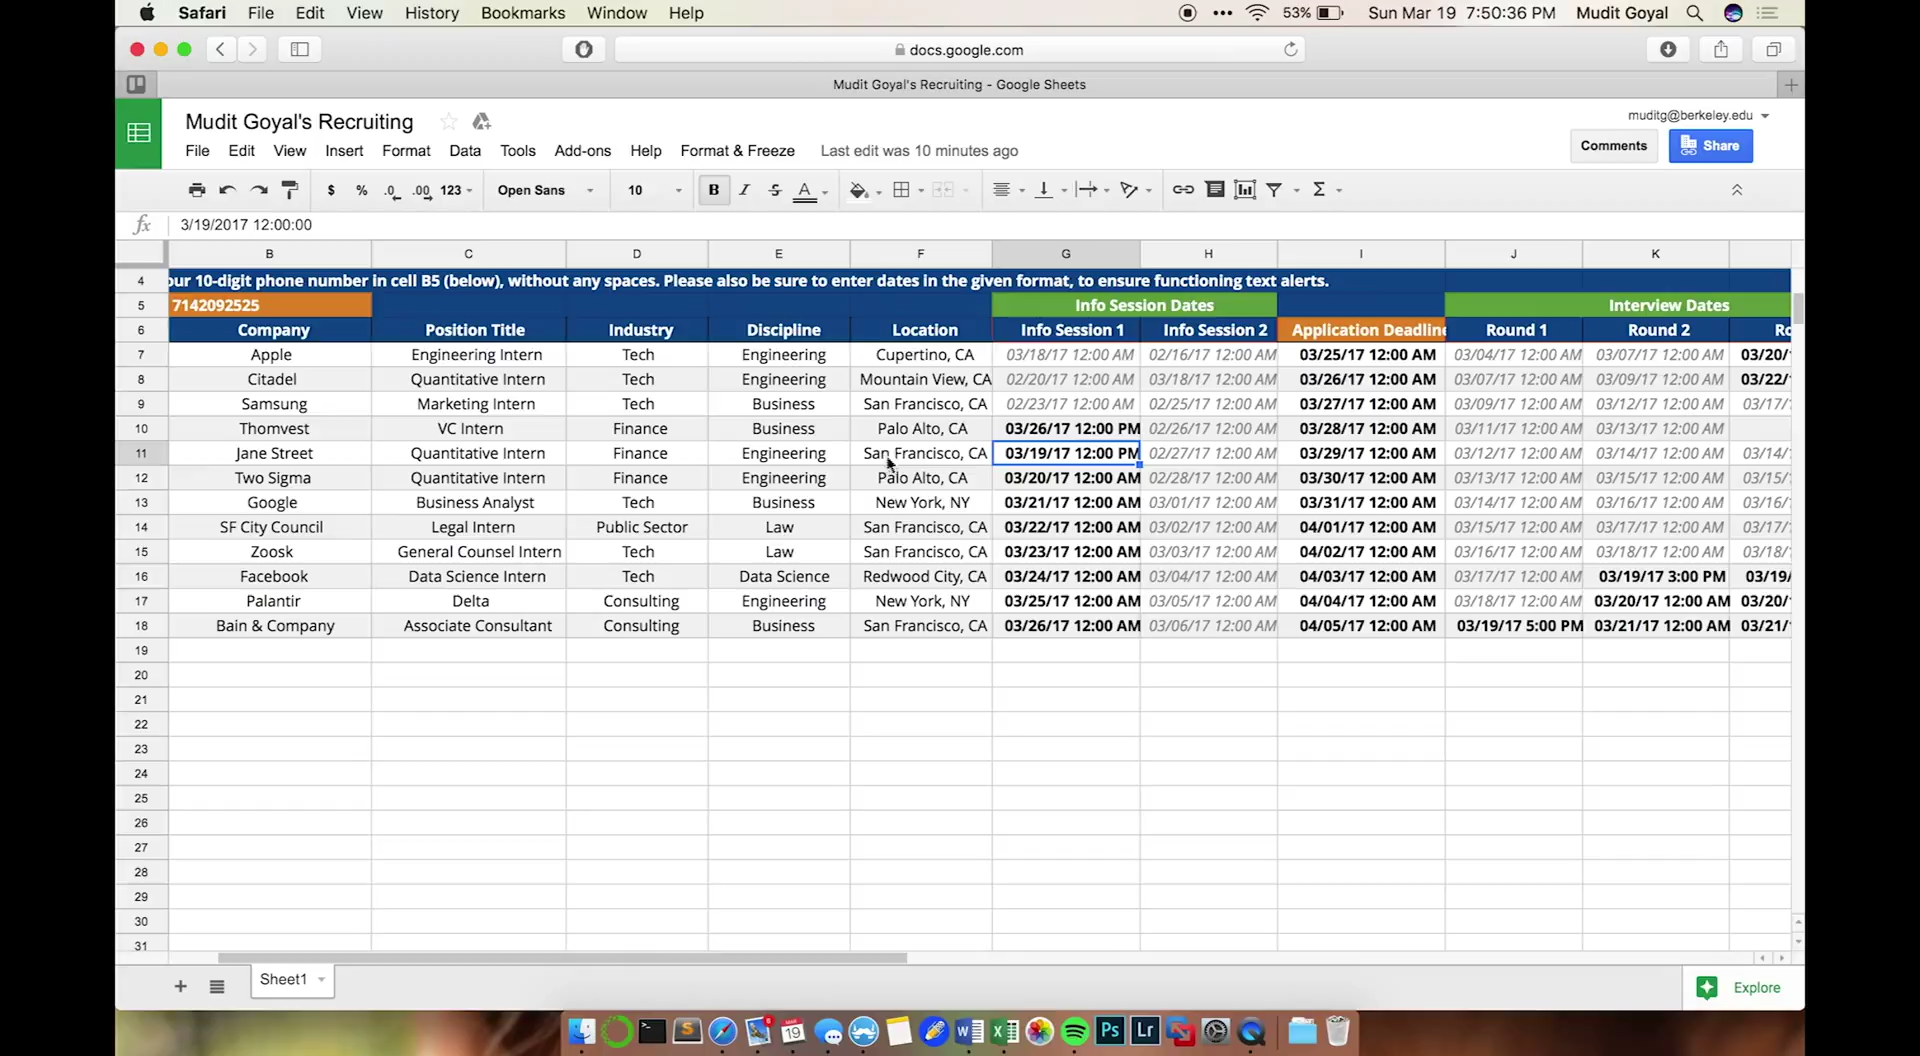 Safari File Edit View History Bookmarks Window Help 53% Sun Mar 19 7:50:36 PM Mudit Goyal
docs.google.com
Mudit Goyal's Recruiting - Google Sheets
Mudit Goyal's Recruiting
muditg@berkeley.edu
File Edit View Insert Format Data Tools Add-ons Help Format & Freeze Last edit was 10 minutes ago
Comments Share
$ % .0 .00 123 Open Sans 10 B I S A Σ
fx 3/19/2017 12:00:00
B C D E F G H I J K
4 our 10-digit phone number in cell B5 (below), without any spaces. Please also be sure to enter dates in the given format, to ensure functioning text alerts.
5 7142092525 Info Session Dates Interview Dates
6 Company Position Title Industry Discipline Location Info Session 1 Info Session 2 Application Deadline Round 1 Round 2 Ro
7 Apple Engineering Intern Tech Engineering Cupertino, CA 03/18/17 12:00 AM 02/16/17 12:00 AM 03/25/17 12:00 AM 03/04/17 12:00 AM 03/07/17 12:00 AM 03/20/
8 Citadel Quantitative Intern Tech Engineering Mountain View, CA 02/20/17 12:00 AM 03/18/17 12:00 AM 03/26/17 12:00 AM 03/07/17 12:00 AM 03/09/17 12:00 AM 03/22/
9 Samsung Marketing Intern Tech Business San Francisco, CA 02/23/17 12:00 AM 02/25/17 12:00 AM 03/27/17 12:00 AM 03/09/17 12:00 AM 03/12/17 12:00 AM 03/17/
10 Thomvest VC Intern Finance Business Palo Alto, CA 03/26/17 12:00 PM 02/26/17 12:00 AM 03/28/17 12:00 AM 03/11/17 12:00 AM 03/13/17 12:00 AM
11 Jane Street Quantitative Intern Finance Engineering San Francisco, CA 03/19/17 12:00 PM 02/27/17 12:00 AM 03/29/17 12:00 AM 03/12/17 12:00 AM 03/14/17 12:00 AM 03/14/
12 Two Sigma Quantitative Intern Finance Engineering Palo Alto, CA 03/20/17 12:00 AM 02/28/17 12:00 AM 03/30/17 12:00 AM 03/13/17 12:00 AM 03/15/17 12:00 AM 03/15/
13 Google Business Analyst Tech Business New York, NY 03/21/17 12:00 AM 03/01/17 12:00 AM 03/31/17 12:00 AM 03/14/17 12:00 AM 03/16/17 12:00 AM 03/16/
14 SF City Council Legal Intern Public Sector Law San Francisco, CA 03/22/17 12:00 AM 03/02/17 12:00 AM 04/01/17 12:00 AM 03/15/17 12:00 AM 03/17/17 12:00 AM 03/17/
15 Zoosk General Counsel Intern Tech Law San Francisco, CA 03/23/17 12:00 AM 03/03/17 12:00 AM 04/02/17 12:00 AM 03/16/17 12:00 AM 03/18/17 12:00 AM 03/18/
16 Facebook Data Science Intern Tech Data Science Redwood City, CA 03/24/17 12:00 AM 03/04/17 12:00 AM 04/03/17 12:00 AM 03/17/17 12:00 AM 03/19/17 3:00 PM 03/19/
17 Palantir Delta Consulting Engineering New York, NY 03/25/17 12:00 AM 03/05/17 12:00 AM 04/04/17 12:00 AM 03/18/17 12:00 AM 03/20/17 12:00 AM 03/20/
18 Bain & Company Associate Consultant Consulting Business San Francisco, CA 03/26/17 12:00 AM 03/06/17 12:00 AM 04/05/17 12:00 AM 03/19/17 5:00 PM 03/21/17 12:00 AM 03/21/
19
20
21
22
23
24
25
26
27
28
29
30
31
Sheet1 Explore
19 W X Ps Lr